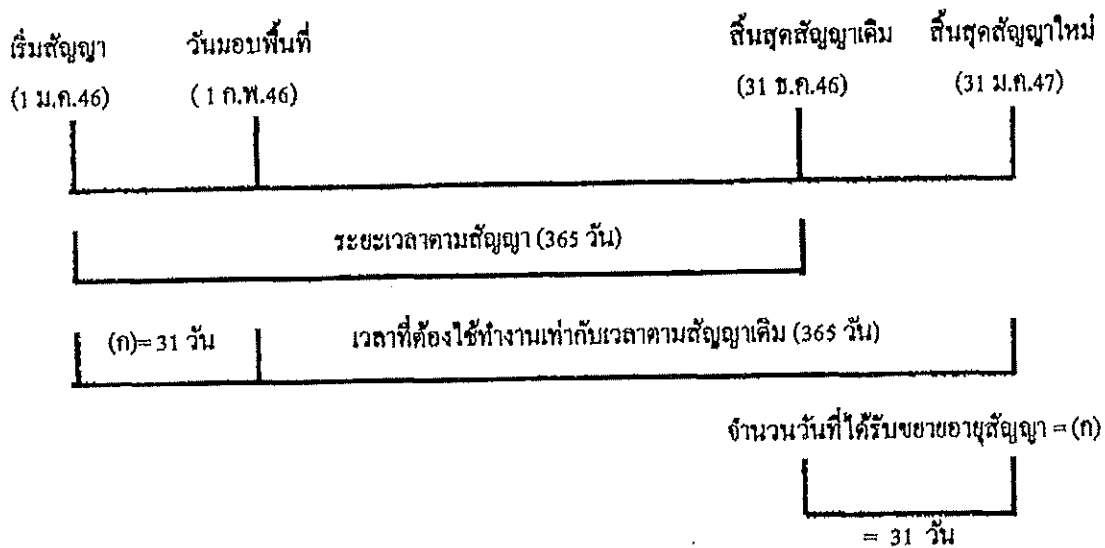 เริ่มสัญญา วันมอบพื้นที่ สิ้นสุดสัญญาเดิม สิ้นสุดสัญญาใหม่
(1 ม.ค.46) ( 1 ก.พ.46) (31 ธ.ค.46) (31 ม.ค.47)
ระยะเวลาตามสัญญา (365 วัน)
(ก)= 31 วัน เวลาที่ต้องใช้ทำงานเท่ากับเวลาตามสัญญาเดิม (365 วัน)
จำนวนวันที่ได้รับขยายอายุสัญญา = (ก)
= 31 วัน